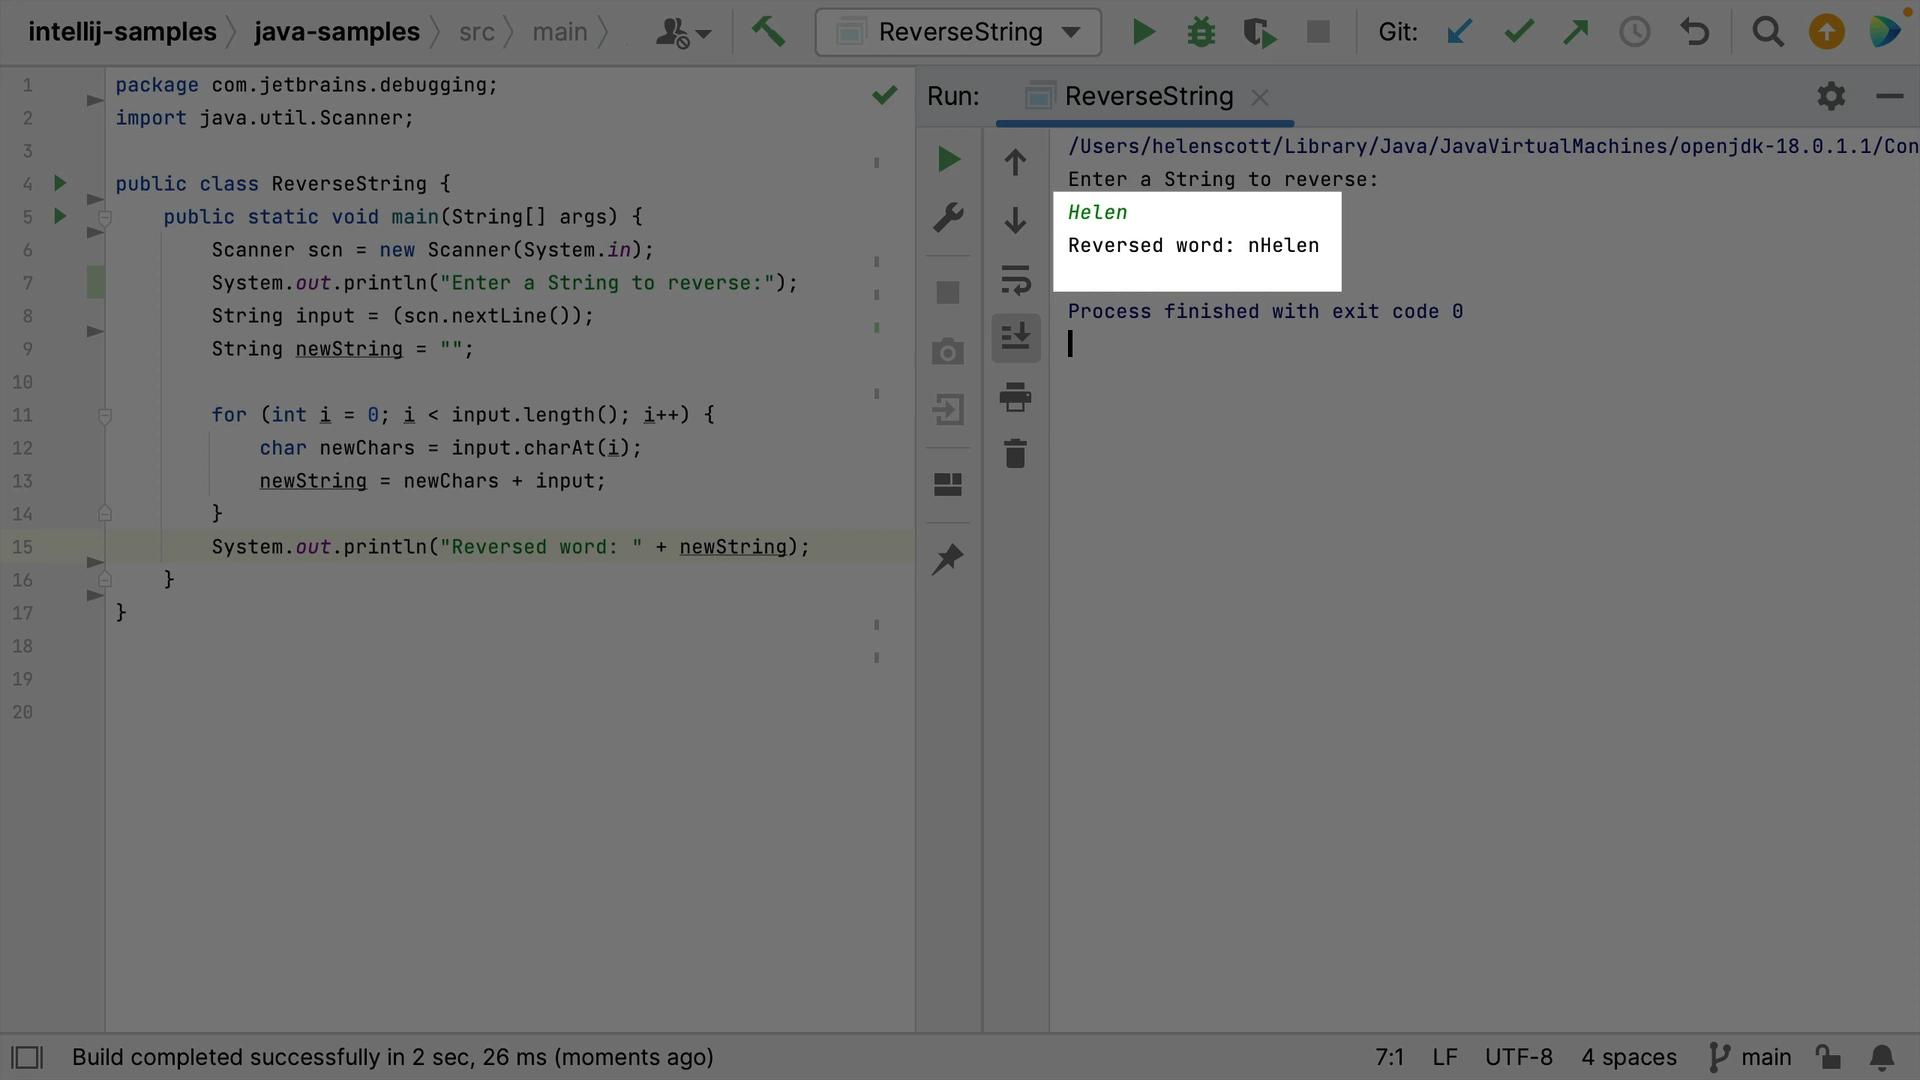 intellij-samples java-samples src main ReverseString Git:
1 package com.jetbrains.debugging;
2 import java.util.Scanner;
3
4 public class ReverseString {
5 public static void main(String[] args) {
6 Scanner scn = new Scanner(System.in);
7 System.out.println("Enter a String to reverse:");
8 String input = (scn.nextLine());
9 String newString = "";
10
11 for (int i = 0; i < input.length(); i++) {
12 char newChars = input.charAt(i);
13 newString = newChars + input;
14 }
15 System.out.println("Reversed word: " + newString);
16 }
17 }
18
19
20
Run: ReverseString
/Users/helenscott/Library/Java/JavaVirtualMachines/openjdk-18.0.1.1/Con
Enter a String to reverse:
Helen
Reversed word: nHelen
Process finished with exit code 0
Build completed successfully in 2 sec, 26 ms (moments ago) 7:1 LF UTF-8 4 spaces main